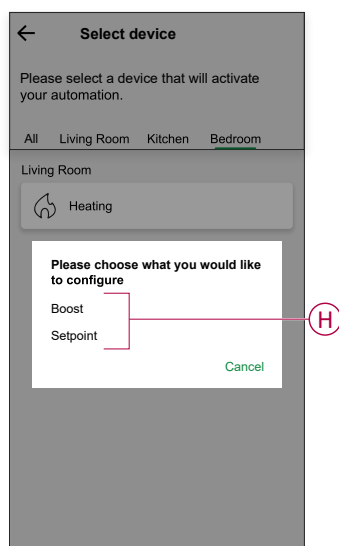 Select device
Please select a device that will activate
your automation.
All Living Room Kitchen Bedroom
Living Room
Heating
Please choose what you would like
to configure
Boost
Setpoint
H
Cancel